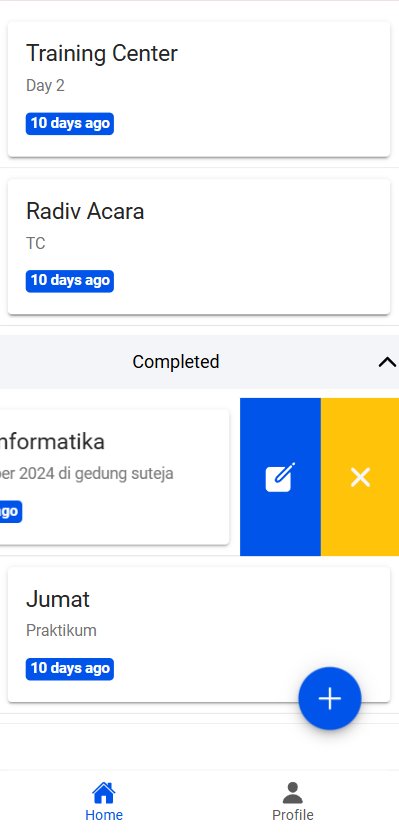 Training Center
Day 2
10 days ago
Radiv Acara
TC
10 days ago
Completed
nformatika
er 2024 di gedung suteja
ago
Jumat
Praktikum
10 days ago
Home
Profile